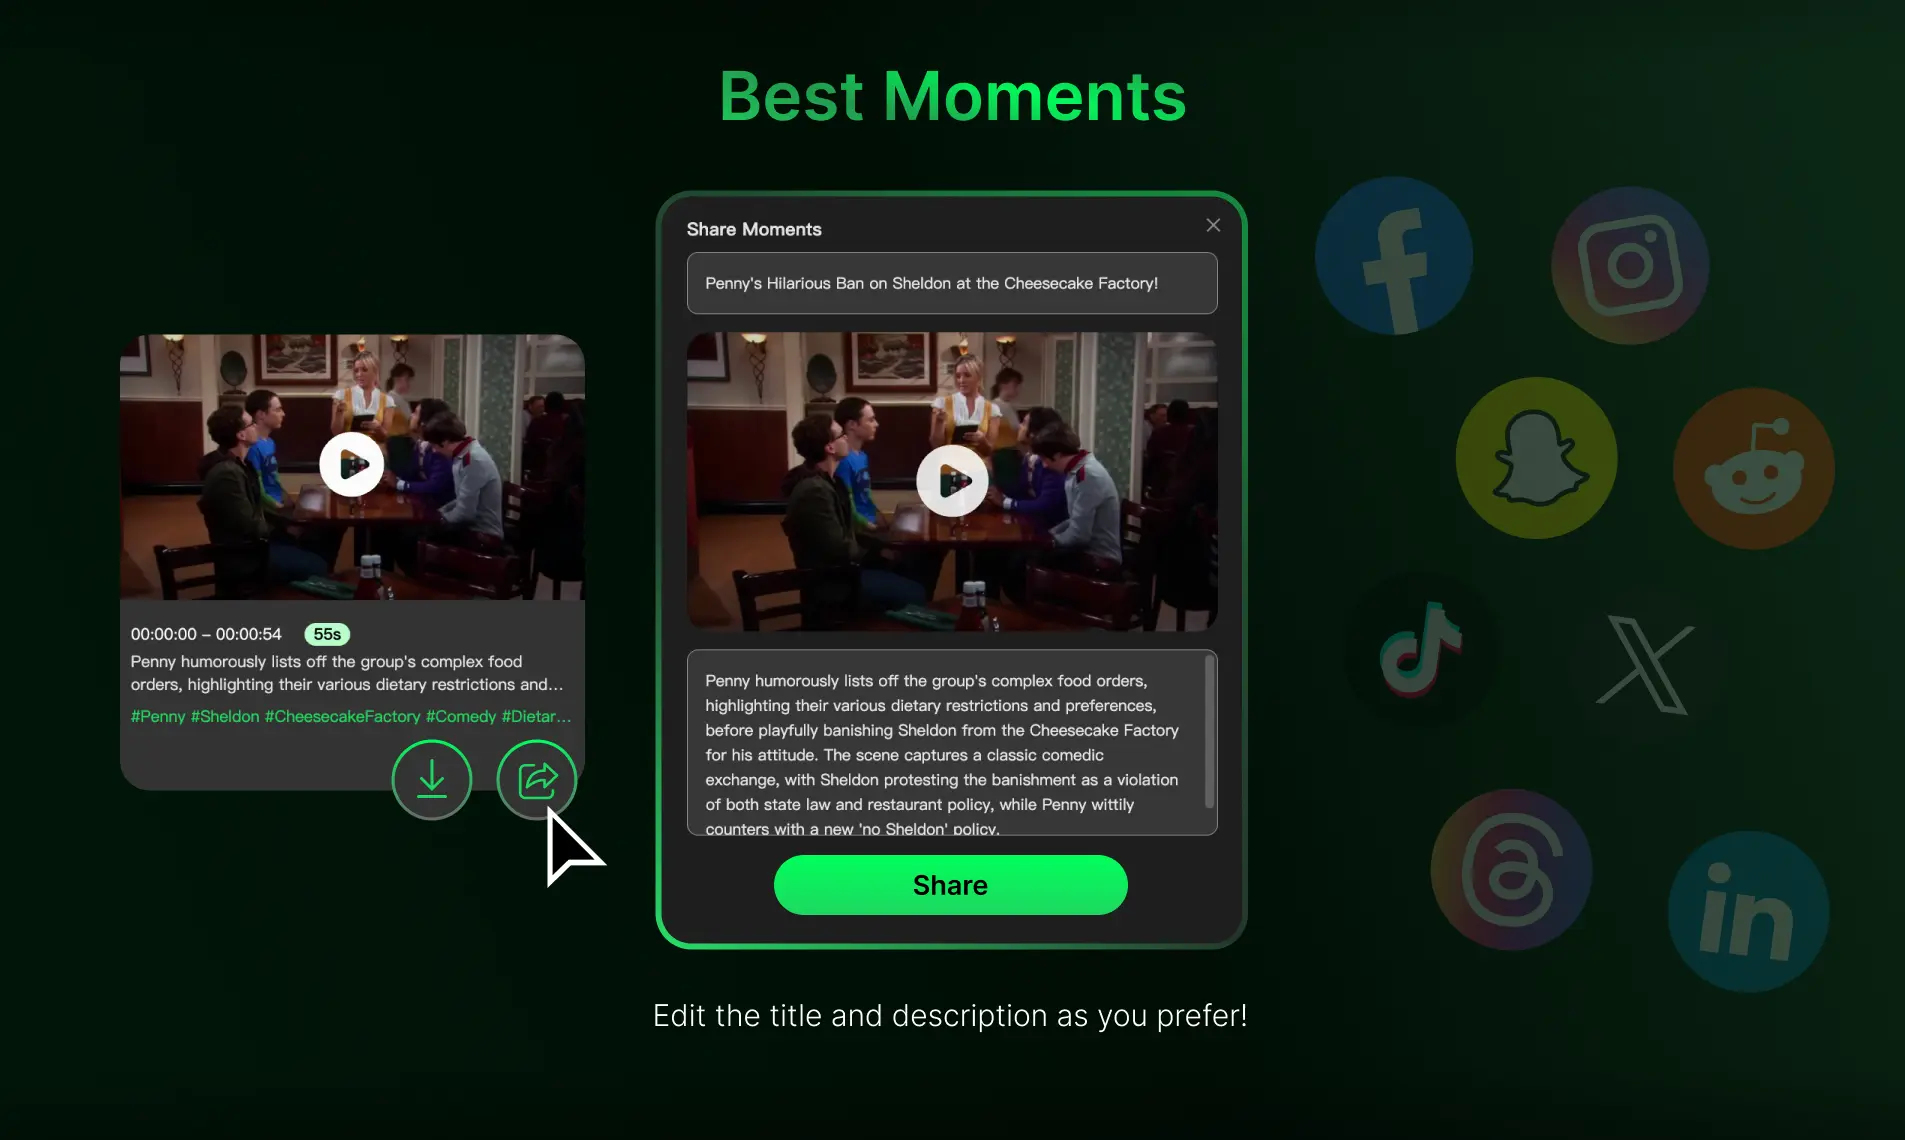 Best Moments
Share Moments
Penny's Hilarious Ban on Sheldon at the Cheesecake Factory!
00:00:00 – 00:00:54 55s
Penny humorously lists off the group's complex food
orders, highlighting their various dietary restrictions and...
#Penny #Sheldon #CheesecakeFactory #Comedy #Dietar...
Penny humorously lists off the group's complex food orders,
highlighting their various dietary restrictions and preferences,
before playfully banishing Sheldon from the Cheesecake Factory
for his attitude. The scene captures a classic comedic
exchange, with Sheldon protesting the banishment as a violation
of both state law and restaurant policy, while Penny wittily
counters with a new 'no Sheldon' policy.
Share
Edit the title and description as you prefer!
in